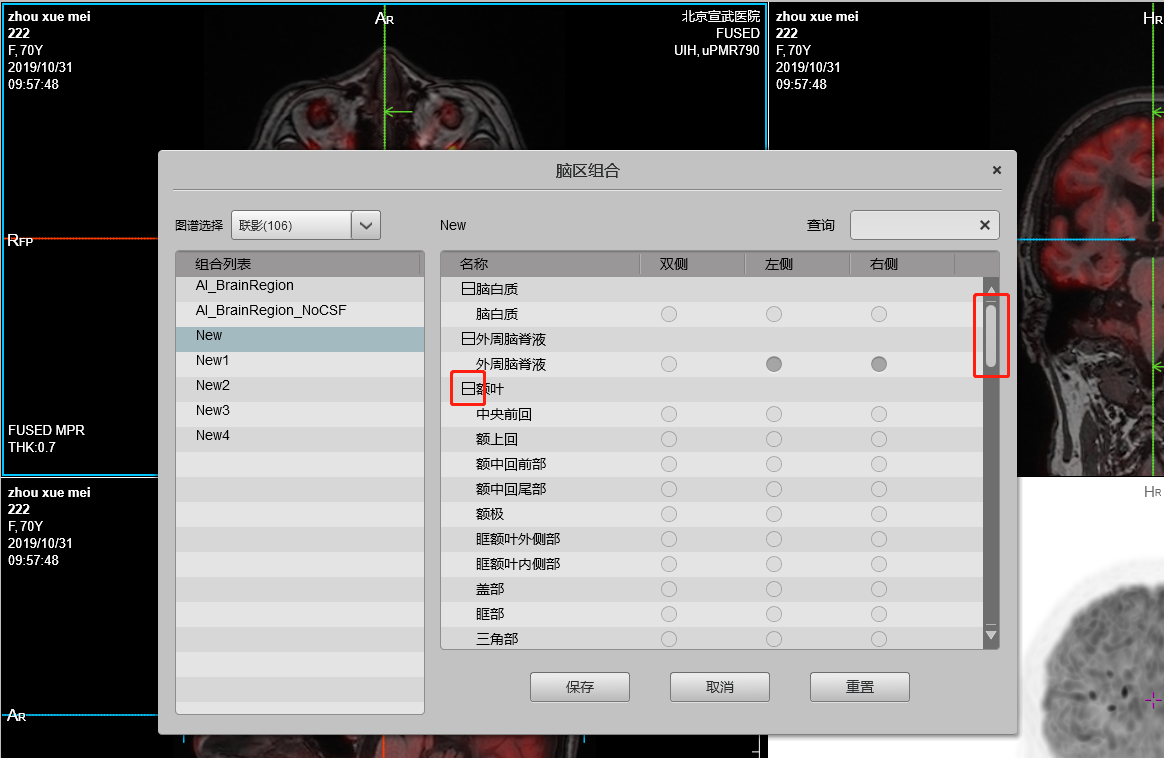 zhou xue mei
222
F, 70Y
2019/10/31
09:57:48
AR
北京宣武医院
FUSED
UIH, uPMR790
RFP
FUSED MPR
THK:0.7
zhou xue mei
222
F, 70Y
2019/10/31
09:57:48
HR
脑区组合
图谱选择
联影(106)
New
查询
组合列表
AI_BrainRegion
AI_BrainRegion_NoCSF
New
New1
New2
New3
New4
名称 双侧 左侧 右侧
脑白质
脑白质
外周脑脊液
外周脑脊液
额叶
中央前回
额上回
额中回前部
额中回尾部
额极
眶额叶外侧部
眶额叶内侧部
盖部
眶部
三角部
保存 取消 重置
zhou xue mei
222
F, 70Y
2019/10/31
09:57:48
AR
HR